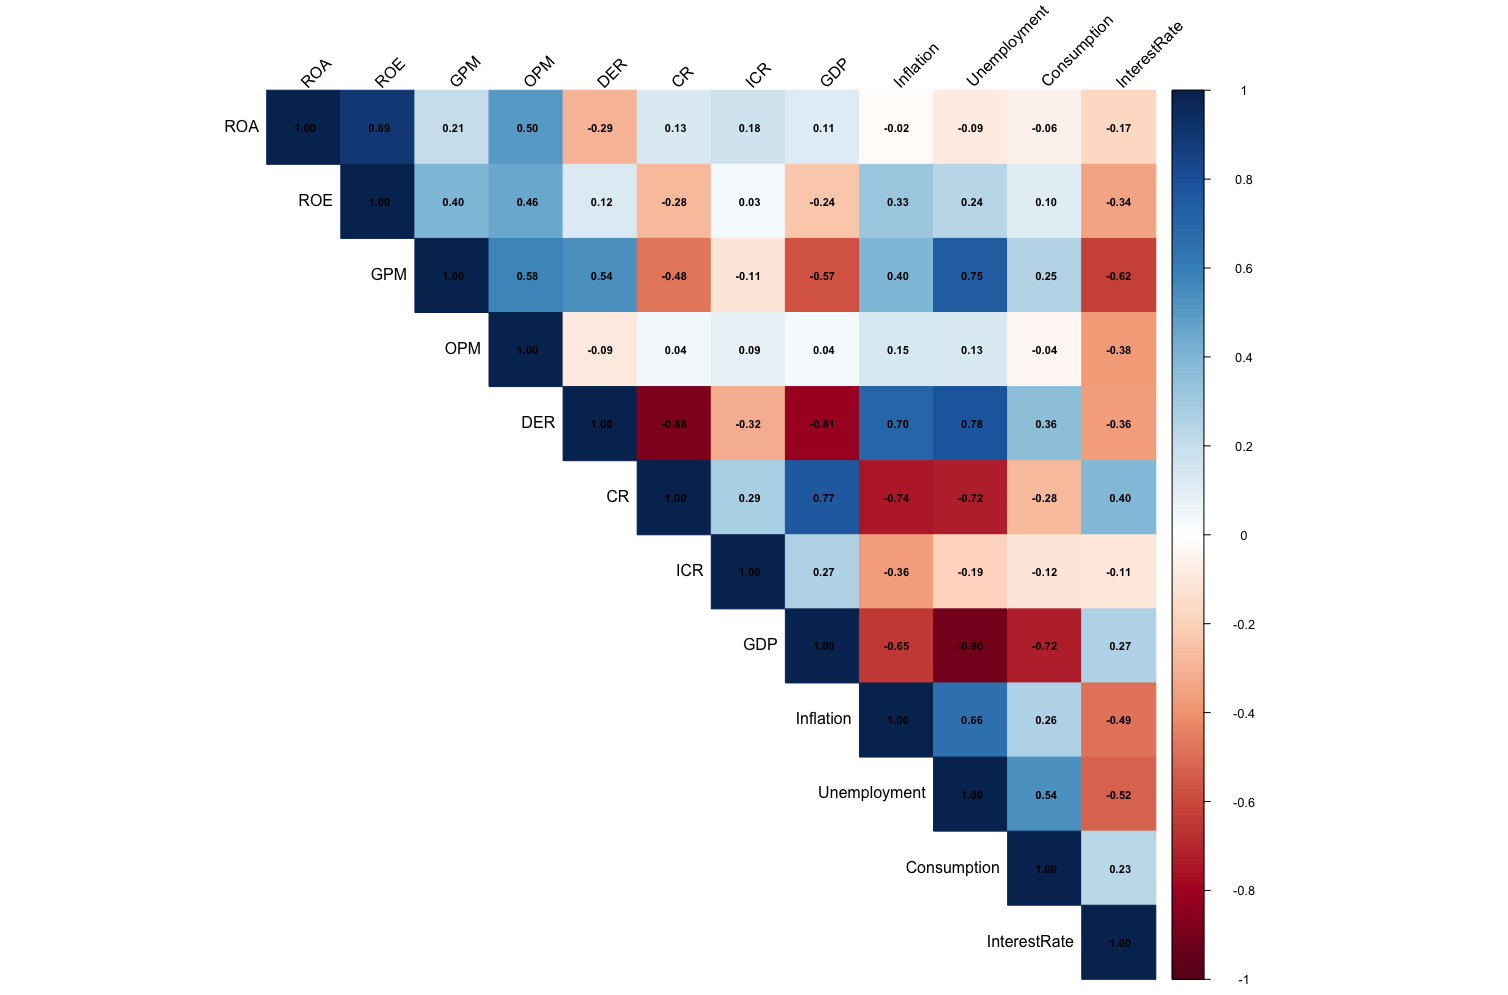 ROA ROE GPM OPM DER CR ICR GDP Inflation Unemployment Consumption InterestRate
ROA 1.00 0.89 0.21 0.50 -0.29 0.13 0.18 0.11 -0.02 -0.09 -0.06 -0.17
ROE 1.00 0.40 0.46 0.12 -0.28 0.03 -0.24 0.33 0.24 0.10 -0.34
GPM 1.00 0.58 0.54 -0.48 -0.11 -0.57 0.40 0.75 0.25 -0.62
OPM 1.00 -0.09 0.04 0.09 0.04 0.15 0.13 -0.04 -0.38
DER 1.00 -0.88 -0.32 -0.81 0.70 0.78 0.36 -0.36
CR 1.00 0.29 0.77 -0.74 -0.72 -0.28 0.40
ICR 1.00 0.27 -0.36 -0.19 -0.12 -0.11
GDP 1.00 -0.65 -0.90 -0.72 0.27
Inflation 1.00 0.66 0.26 -0.49
Unemployment 1.00 0.54 -0.52
Consumption 1.00 0.23
InterestRate 1.00
1
0.8
0.6
0.4
0.2
0
-0.2
-0.4
-0.6
-0.8
-1